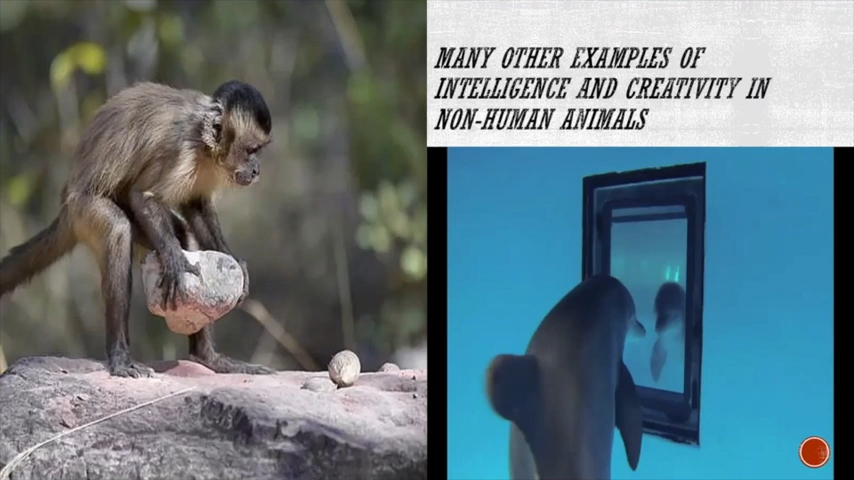 MANY OTHER EXAMPLES OF
INTELLIGENCE AND CREATIVITY IN
NON-HUMAN ANIMALS